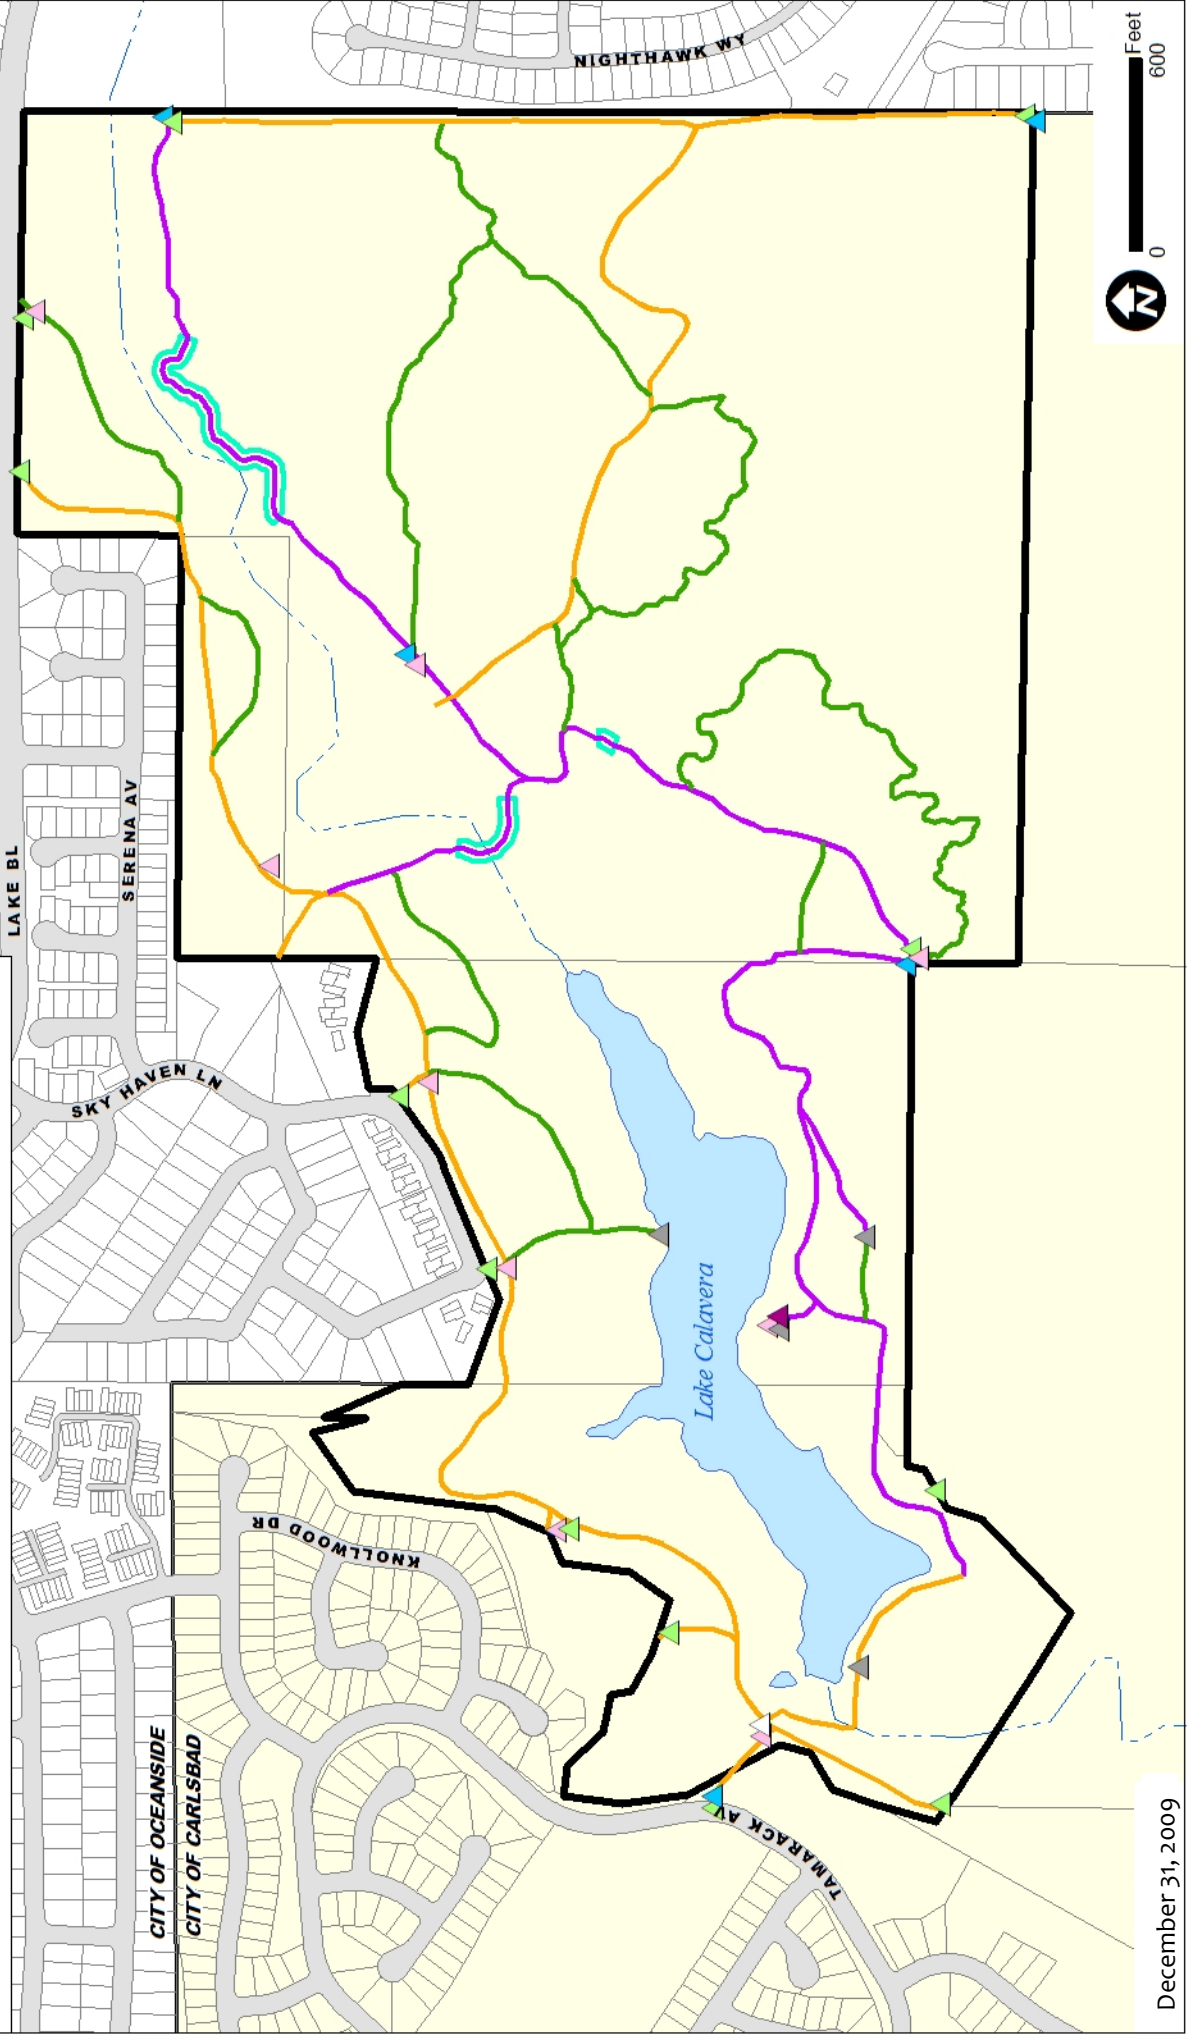 LAKE BL
SERENA AV
SKY HAVEN LN
NIGHTHAWK WY
CITY OF OCEANSIDE
CITY OF CARLSBAD
KNOLLWOOD DR
TAMARACK AV
Lake Calavera
December 31, 2009
N
0 600
Feet